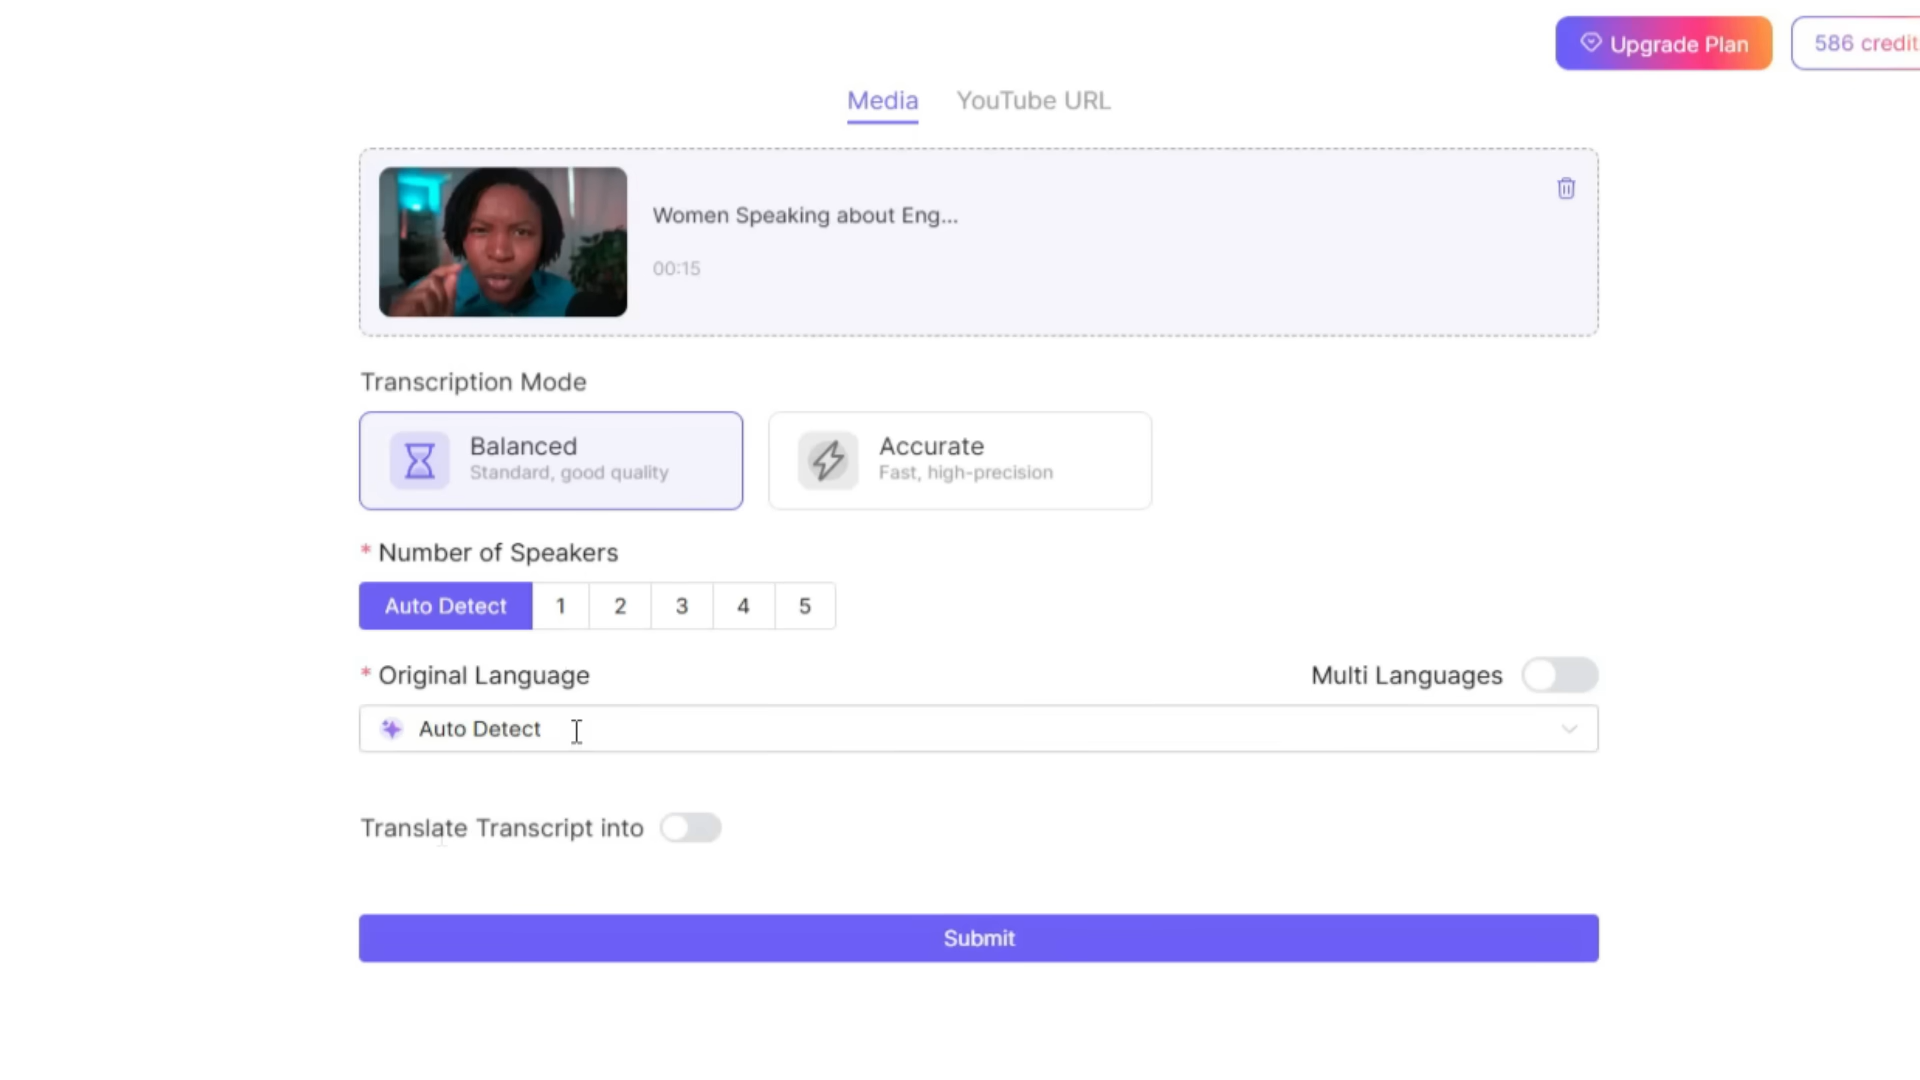 Upgrade Plan
586 credit
Media
YouTube URL
Women Speaking about Eng...
00:15
Transcription Mode
Balanced
Standard, good quality
Accurate
Fast, high-precision
* Number of Speakers
Auto Detect 1 2 3 4 5
* Original Language
Multi Languages
Auto Detect
Translate Transcript into
Submit